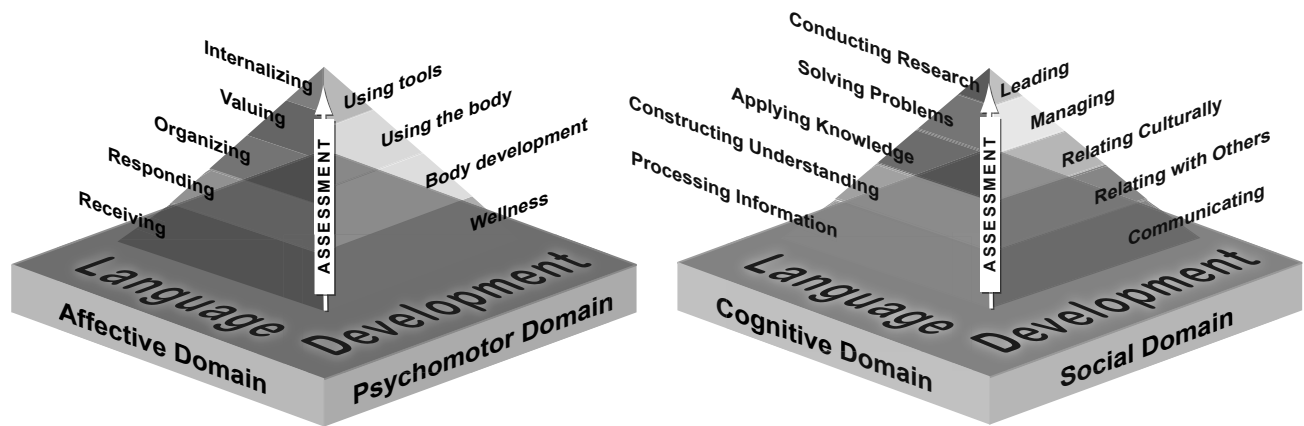 Internalizing
Valuing
Organizing
Responding
Receiving
Using tools
Using the body
Body development
Wellness
ASSESSMENT
Language
Development
Affective Domain
Psychomotor Domain
Conducting Research
Solving Problems
Applying Knowledge
Constructing Understanding
Processing Information
Leading
Managing
Relating Culturally
Relating with Others
Communicating
ASSESSMENT
Language
Development
Cognitive Domain
Social Domain